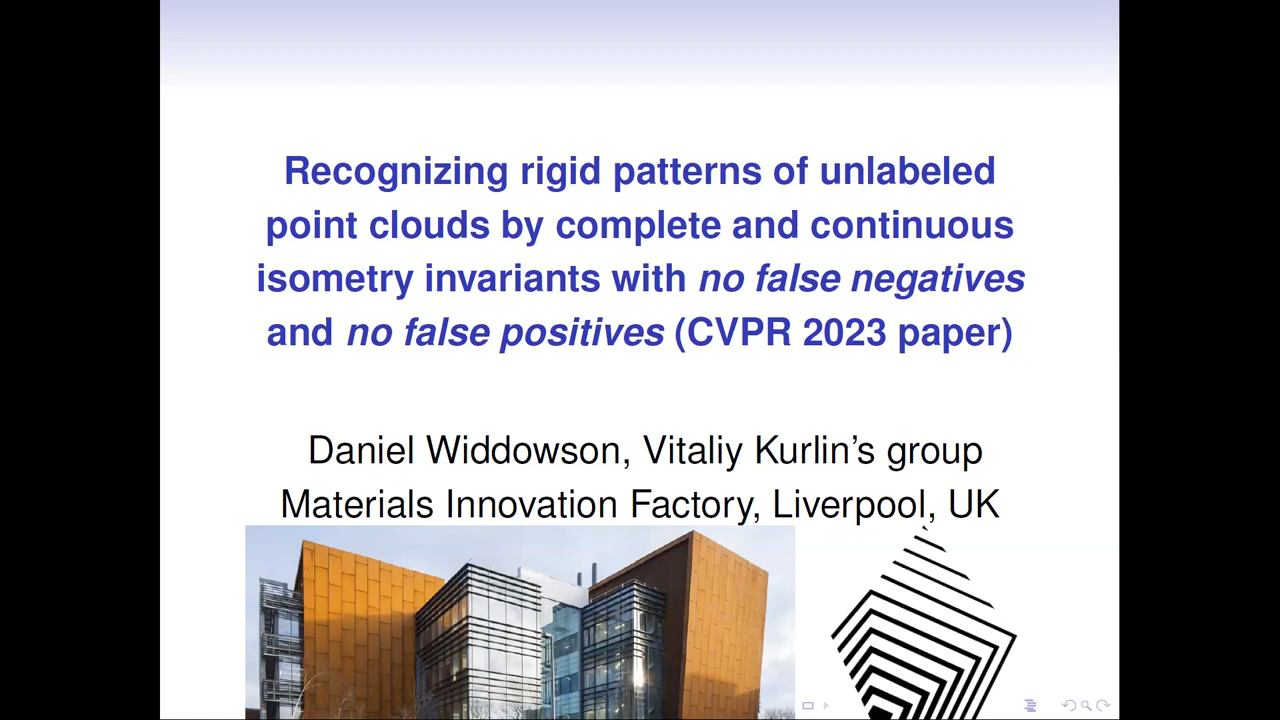 Recognizing rigid patterns of unlabeled
point clouds by complete and continuous
isometry invariants with no false negatives
and no false positives (CVPR 2023 paper)
Daniel Widdowson, Vitaliy Kurlin's group
Materials Innovation Factory, Liverpool, UK